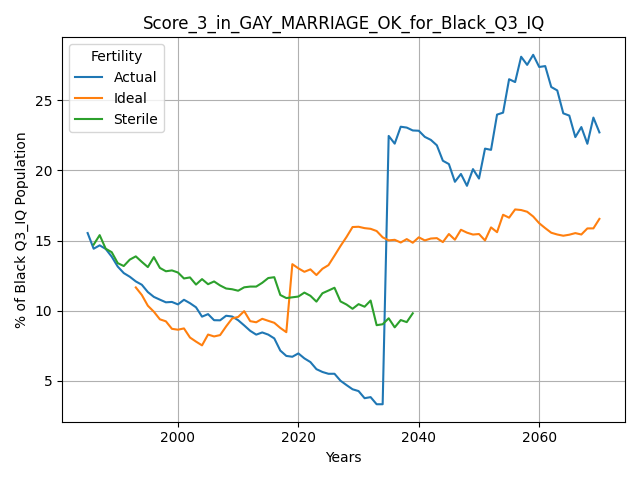 Score_3_in_GAY_MARRIAGE_OK_for_Black_Q3_IQ
Fertility
Actual
Ideal
Sterile
% of Black Q3_IQ Population
25
20
15
10
5
2000
2020
2040
2060
Years